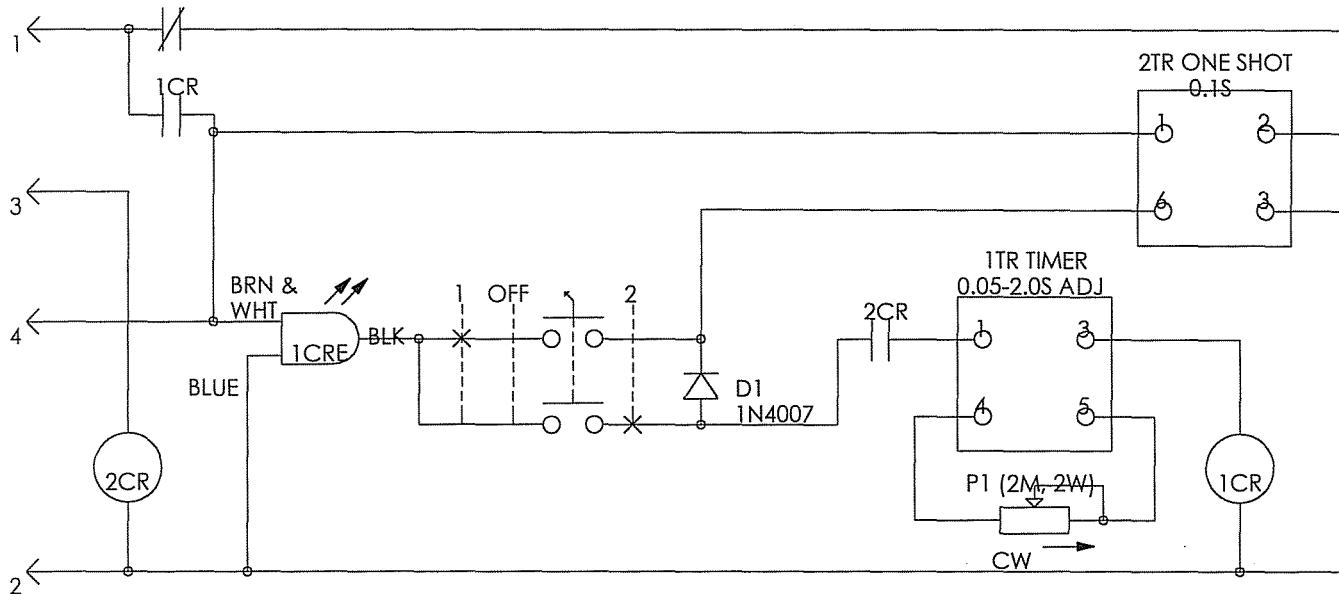 1
1CR
2TR ONE SHOT
0.1S
1 2
6 3
3
4
BRN &
WHT
1CRE
BLK
BLUE
1 OFF 2
D1
1N4007
2CR
1TR TIMER
0.05-2.0S ADJ
1 3
4 5
P1 (2M, 2W)
CW
2CR
1CR
2